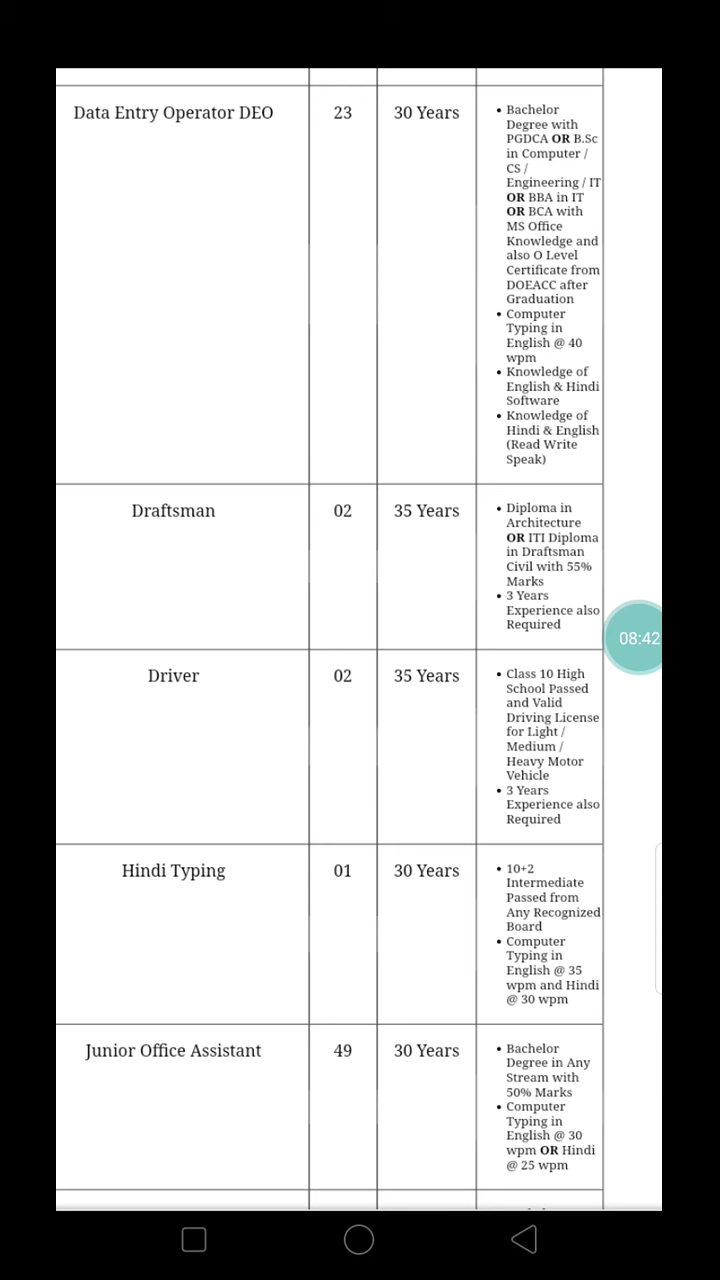 Data Entry Operator DEO 23 30 Years
• Bachelor
Degree with
PGDCA OR B.Sc
in Computer /
CS /
Engineering / IT
OR BBA in IT
OR BCA with
MS Office
Knowledge and
also O Level
Certificate from
DOEACC after
Graduation
• Computer
Typing in
English @ 40
wpm
• Knowledge of
English & Hindi
Software
• Knowledge of
Hindi & English
(Read Write
Speak)
Draftsman 02 35 Years
• Diploma in
Architecture
OR ITI Diploma
in Draftsman
Civil with 55%
Marks
• 3 Years
Experience also
Required
08:42
Driver 02 35 Years
• Class 10 High
School Passed
and Valid
Driving License
for Light /
Medium /
Heavy Motor
Vehicle
• 3 Years
Experience also
Required
Hindi Typing 01 30 Years
• 10+2
Intermediate
Passed from
Any Recognized
Board
• Computer
Typing in
English @ 35
wpm and Hindi
@ 30 wpm
Junior Office Assistant 49 30 Years
• Bachelor
Degree in Any
Stream with
50% Marks
• Computer
Typing in
English @ 30
wpm OR Hindi
@ 25 wpm